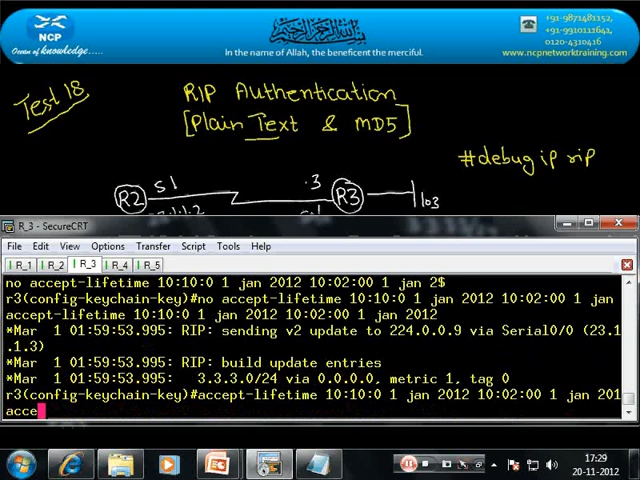 NCP
Ocean of knowledge...
In the name of Allah, the beneficent the merciful.
+91-9871481152,
+91-9910111642,
0120-4310416
www.ncpnetworktraining.com
Test 18
RIP Authentication
[Plain Text & MD5]
#debug ip rip
R2 S1 .3 R3 lo3
R_3 - SecureCRT
File Edit View Options Transfer Script Tools Help
R_1 R_2 R_3 R_4 R_5
no accept-lifetime 10:10:0 1 jan 2012 10:02:00 1 jan 2$
r3(config-keychain-key)#no accept-lifetime 10:10:0 1 jan 2012 10:02:00 1 jan
accept-lifetime 10:10:0 1 jan 2012 10:02:00 1 jan 2012
*Mar 1 01:59:53.995: RIP: sending v2 update to 224.0.0.9 via Serial0/0 (23.1
.1.3)
*Mar 1 01:59:53.995: RIP: build update entries
*Mar 1 01:59:53.995: 3.3.3.0/24 via 0.0.0.0, metric 1, tag 0
r3(config-keychain-key)#accept-lifetime 10:10:0 1 jan 2012 10:02:00 1 jan 201
acce
17:29
20-11-2012